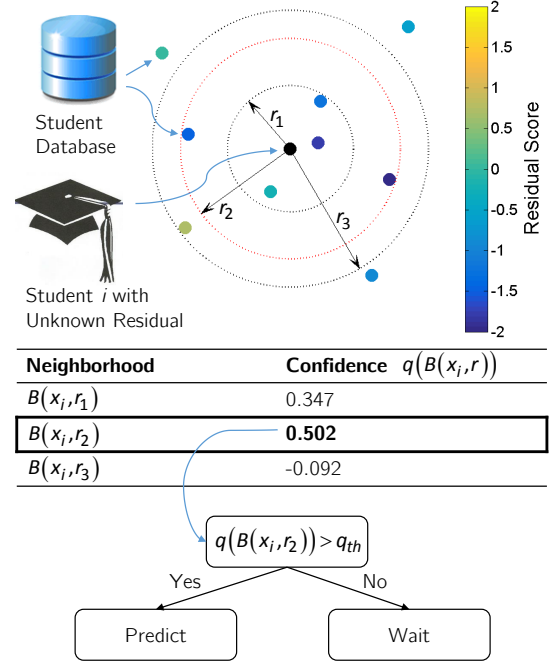 Student
Database
Student i with
Unknown Residual
r₁
r₂
r₃
2
1.5
1
0.5
0
-0.5
-1
-1.5
-2
Residual Score
Neighborhood Confidence q(B(xᵢ,r))
B(xᵢ,r₁) 0.347
B(xᵢ,r₂) 0.502
B(xᵢ,r₃) -0.092
q(B(xᵢ,r₂))>qₜₕ
Yes No
Predict Wait